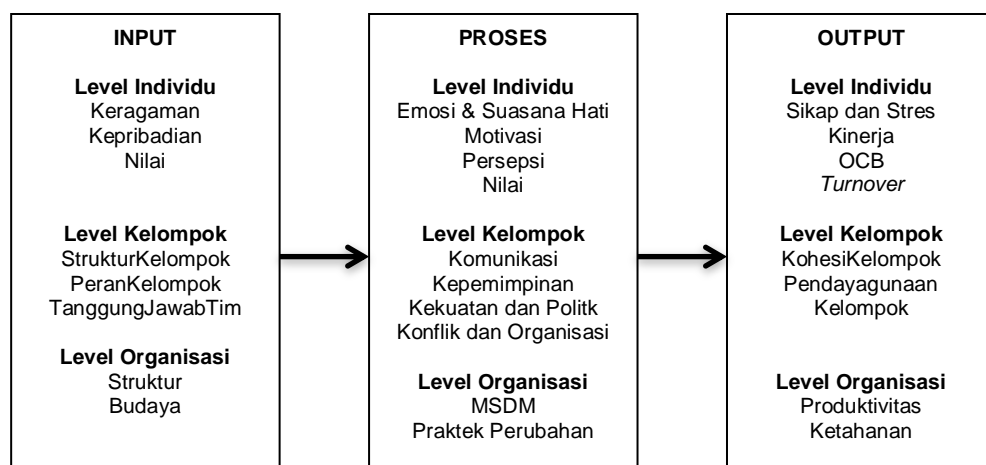 INPUT
Level Individu
Keragaman
Kepribadian
Nilai
Level Kelompok
StrukturKelompok
PeranKelompok
TanggungJawabTim
Level Organisasi
Struktur
Budaya
PROSES
Level Individu
Emosi & Suasana Hati
Motivasi
Persepsi
Nilai
Level Kelompok
Komunikasi
Kepemimpinan
Kekuatan dan Politk
Konflik dan Organisasi
Level Organisasi
MSDM
Praktek Perubahan
OUTPUT
Level Individu
Sikap dan Stres
Kinerja
OCB
Turnover
Level Kelompok
KohesiKelompok
Pendayagunaan
Kelompok
Level Organisasi
Produktivitas
Ketahanan